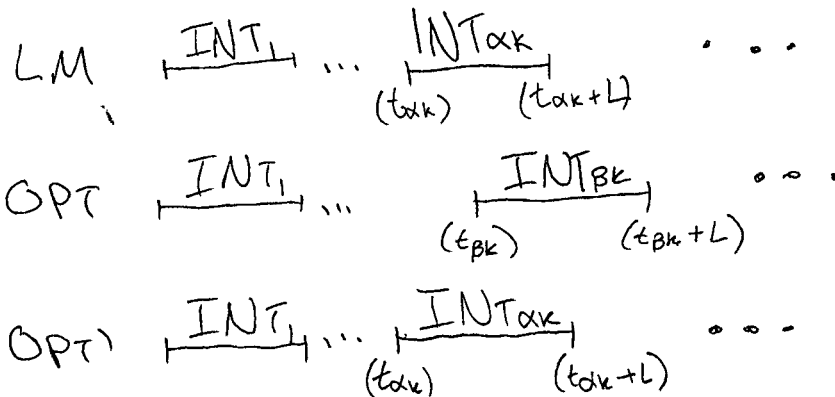 LM INT₁ ... INTαk ...
(tαk) (tαk+L)
OPT INT₁ ... INTβk ...
(tβk) (tβk+L)
OPT' INT₁ ... INTαk ...
(tαk) (tαk+L)